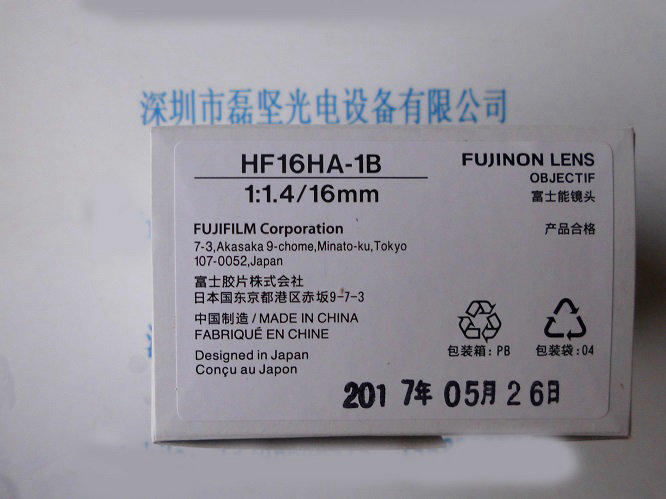 深圳市磊坚光电设备有限公司
HF16HA-1B
1:1.4/16mm
FUJINON LENS
OBJECTIF
富士能镜头
产品合格
FUJIFILM Corporation
7-3,Akasaka 9-chome,Minato-ku,Tokyo
107-0052,Japan
富士胶片株式会社
日本国东京都港区赤坂9-7-3
中国制造 / MADE IN CHINA
FABRIQUÉ EN CHINE
Designed in Japan
Conçu au Japon
包装箱: PB
包装袋: 04
2017年 05月 26日